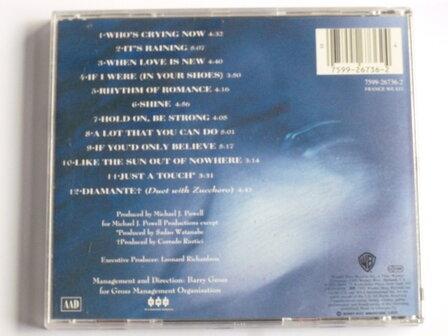 1-WHO'S CRYING NOW 4:32
2-IT'S RAINING 5:07
3-WHEN LOVE IS NEW 4:40
4-IF I WERE (IN YOUR SHOES) 3:50
5-RHYTHM OF ROMANCE 4:16
6-SHINE 4:56
7-HOLD ON, BE STRONG 4:05
8-A LOT THAT YOU CAN DO 5:01
9-IF YOU'D ONLY BELIEVE 5:17
10-LIKE THE SUN OUT OF NOWHERE 3:14
11-JUST A TOUCH* 3:31
12-DIAMANTE† (Duet with Zucchero) 4:43
Produced by Michael J. Powell
for Michael J. Powell Productions except
*Produced by Sadao Watanabe
†Produced by Corrado Rustici
Executive Producer: Leonard Richardson
Management and Direction: Barry Gross
for Gross Management Organisation
AAD
7599-26736-2
7599-26736-2